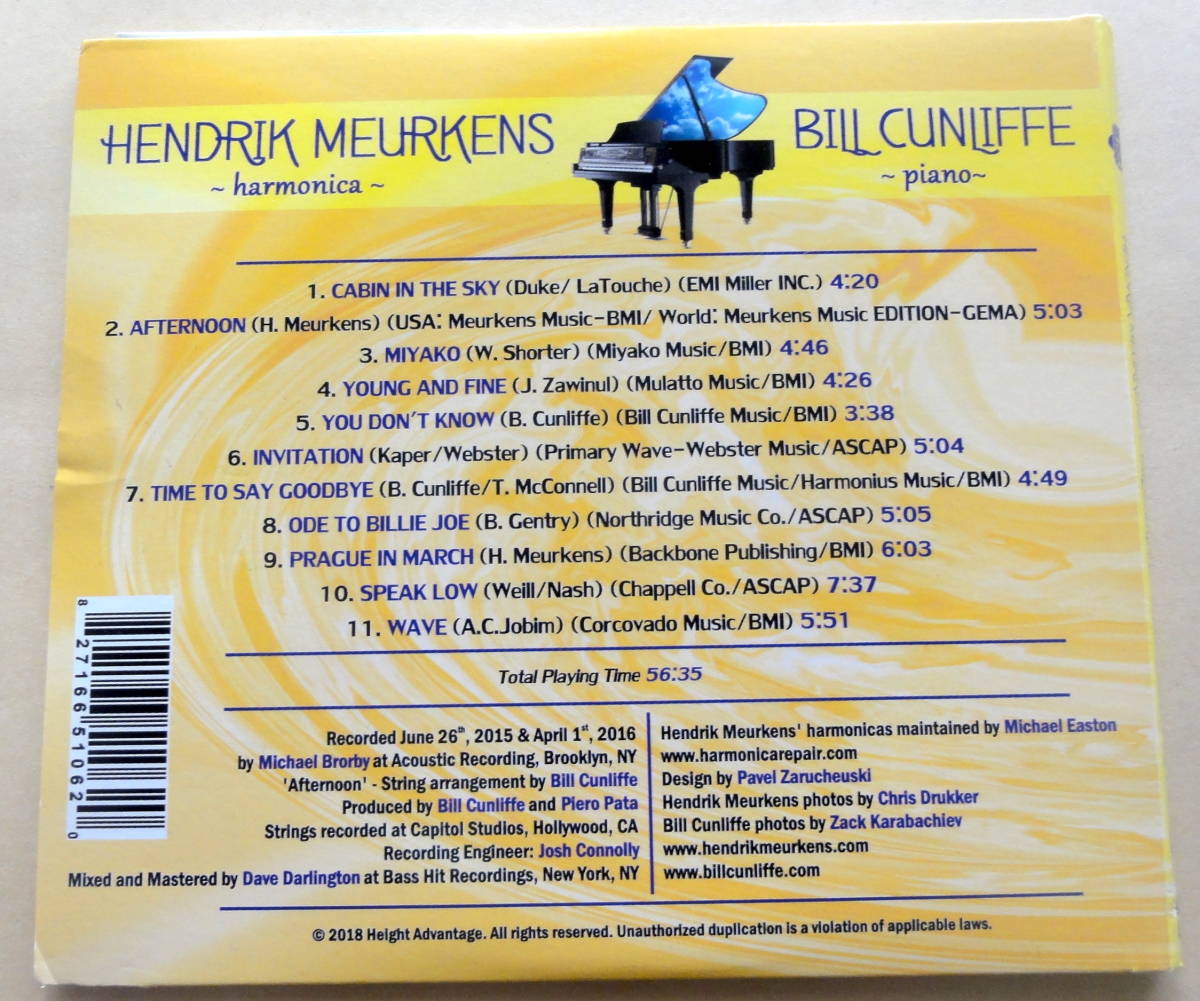 HENDRIK MEURKENS
~ harmonica ~
BILL CUNLIFFE
~ piano~
1. CABIN IN THE SKY (Duke/ LaTouche) (EMI Miller INC.) 4:20
2. AFTERNOON (H. Meurkens) (USA: Meurkens Music-BMI/ World: Meurkens Music EDITION-GEMA) 5:03
3. MIYAKO (W. Shorter) (Miyako Music/BMI) 4:46
4. YOUNG AND FINE (J. Zawinul) (Mulatto Music/BMI) 4:26
5. YOU DON'T KNOW (B. Cunliffe) (Bill Cunliffe Music/BMI) 3:38
6. INVITATION (Kaper/Webster) (Primary Wave-Webster Music/ASCAP) 5:04
7. TIME TO SAY GOODBYE (B. Cunliffe/T. McConnell) (Bill Cunliffe Music/Harmonius Music/BMI) 4:49
8. ODE TO BILLIE JOE (B. Gentry) (Northridge Music Co./ASCAP) 5:05
9. PRAGUE IN MARCH (H. Meurkens) (Backbone Publishing/BMI) 6:03
10. SPEAK LOW (Weill/Nash) (Chappell Co./ASCAP) 7:37
11. WAVE (A.C.Jobim) (Corcovado Music/BMI) 5:51
Total Playing Time 56:35
8 27166 51062 0
Recorded June 26th, 2015 & April 1st, 2016
by Michael Brorby at Acoustic Recording, Brooklyn, NY
'Afternoon' - String arrangement by Bill Cunliffe
Produced by Bill Cunliffe and Piero Pata
Strings recorded at Capitol Studios, Hollywood, CA
Recording Engineer: Josh Connolly
Mixed and Mastered by Dave Darlington at Bass Hit Recordings, New York, NY
Hendrik Meurkens' harmonicas maintained by Michael Easton
www.harmonicarepair.com
Design by Pavel Zarucheuski
Hendrik Meurkens photos by Chris Drukker
Bill Cunliffe photos by Zack Karabachiev
www.hendrikmeurkens.com
www.billcunliffe.com
© 2018 Height Advantage. All rights reserved. Unauthorized duplication is a violation of applicable laws.